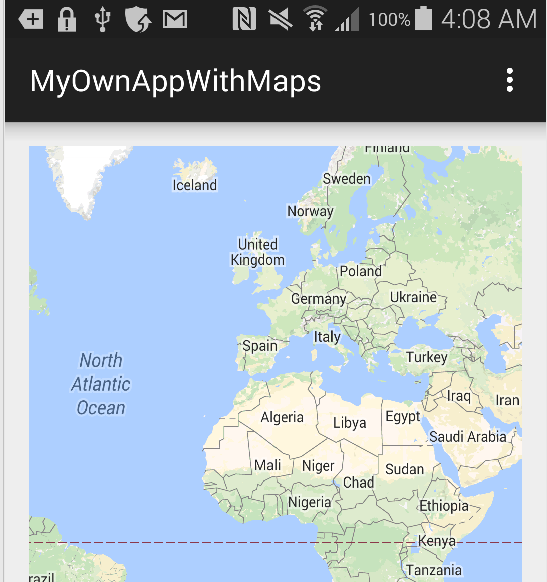 100% 4:08 AM
MyOwnAppWithMaps
Finland
Iceland
Sweden
Norway
United
Kingdom
Poland
Germany
Ukraine
Italy
Spain
Turkey
Iraq
Iran
North
Atlantic
Ocean
Algeria
Libya
Egypt
Saudi Arabia
Mali
Niger
Sudan
Chad
Nigeria
Ethiopia
Kenya
Tanzania
razil